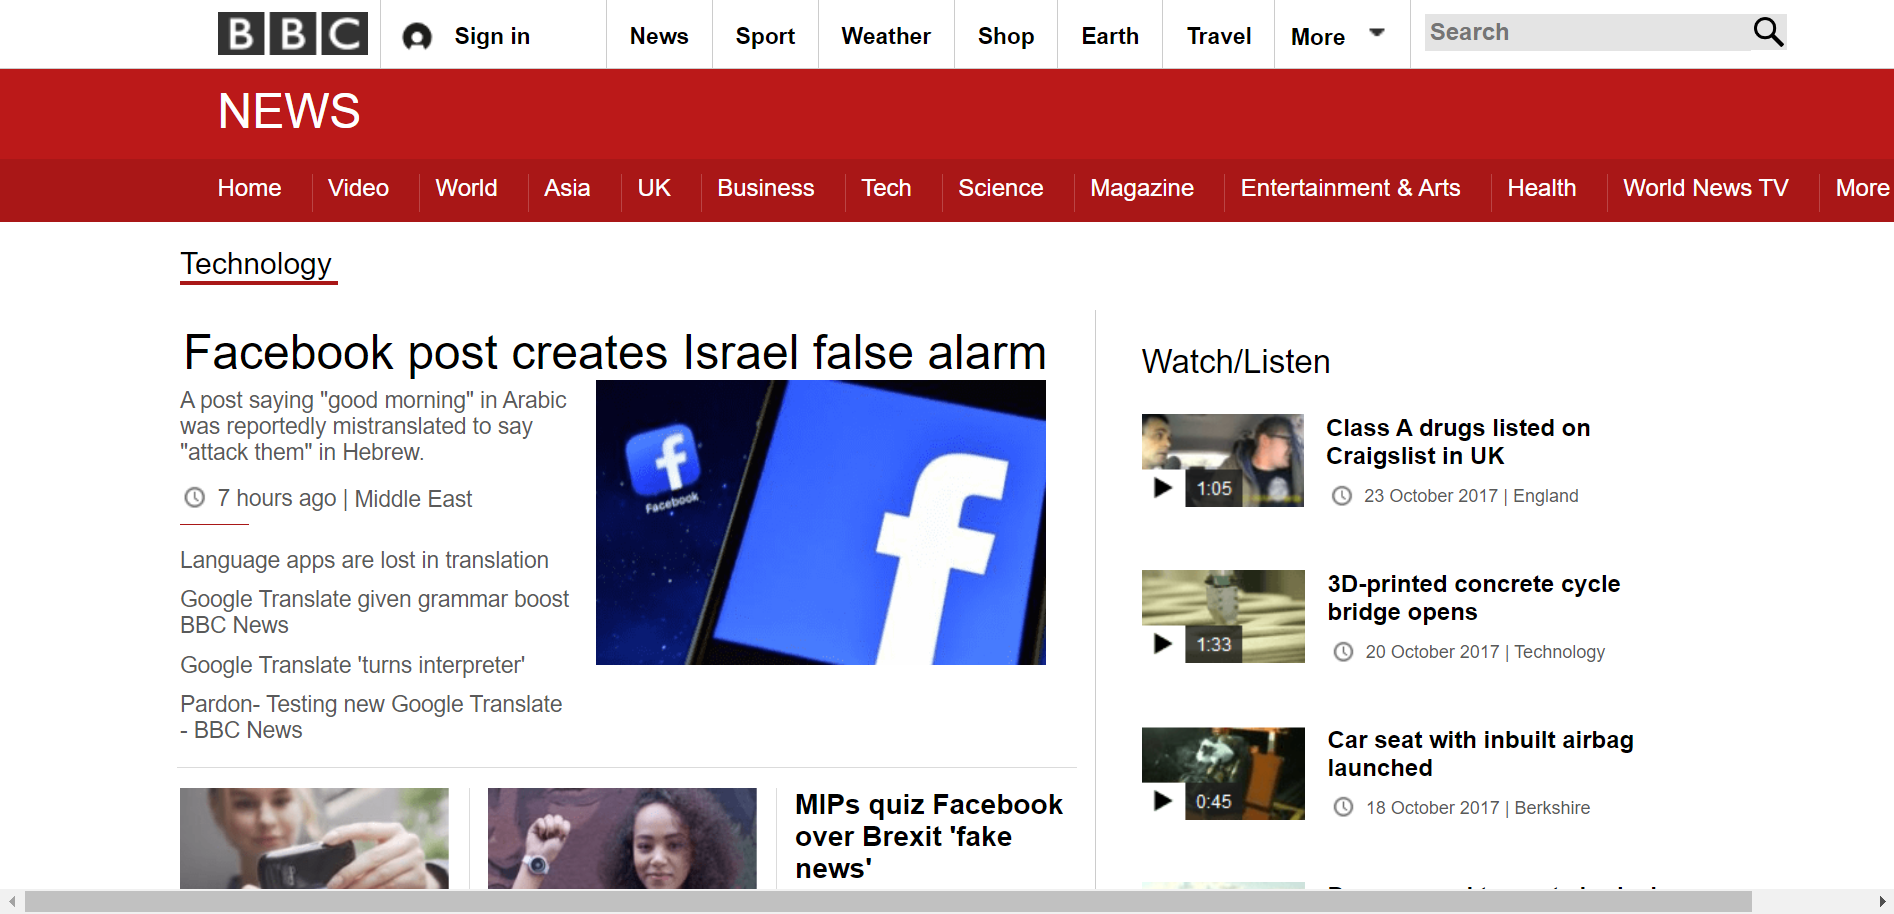 BBC
Sign in
News
Sport
Weather
Shop
Earth
Travel
More
Search
NEWS
Home
Video
World
Asia
UK
Business
Tech
Science
Magazine
Entertainment & Arts
Health
World News TV
More
Technology
Facebook post creates Israel false alarm
A post saying "good morning" in Arabic
was reportedly mistranslated to say
"attack them" in Hebrew.
7 hours ago | Middle East
Language apps are lost in translation
Google Translate given grammar boost
BBC News
Google Translate 'turns interpreter'
Pardon- Testing new Google Translate
- BBC News
Facebook
MIPs quiz Facebook
over Brexit 'fake
news'
Watch/Listen
1:05
Class A drugs listed on
Craigslist in UK
23 October 2017 | England
1:33
3D-printed concrete cycle
bridge opens
20 October 2017 | Technology
0:45
Car seat with inbuilt airbag
launched
18 October 2017 | Berkshire